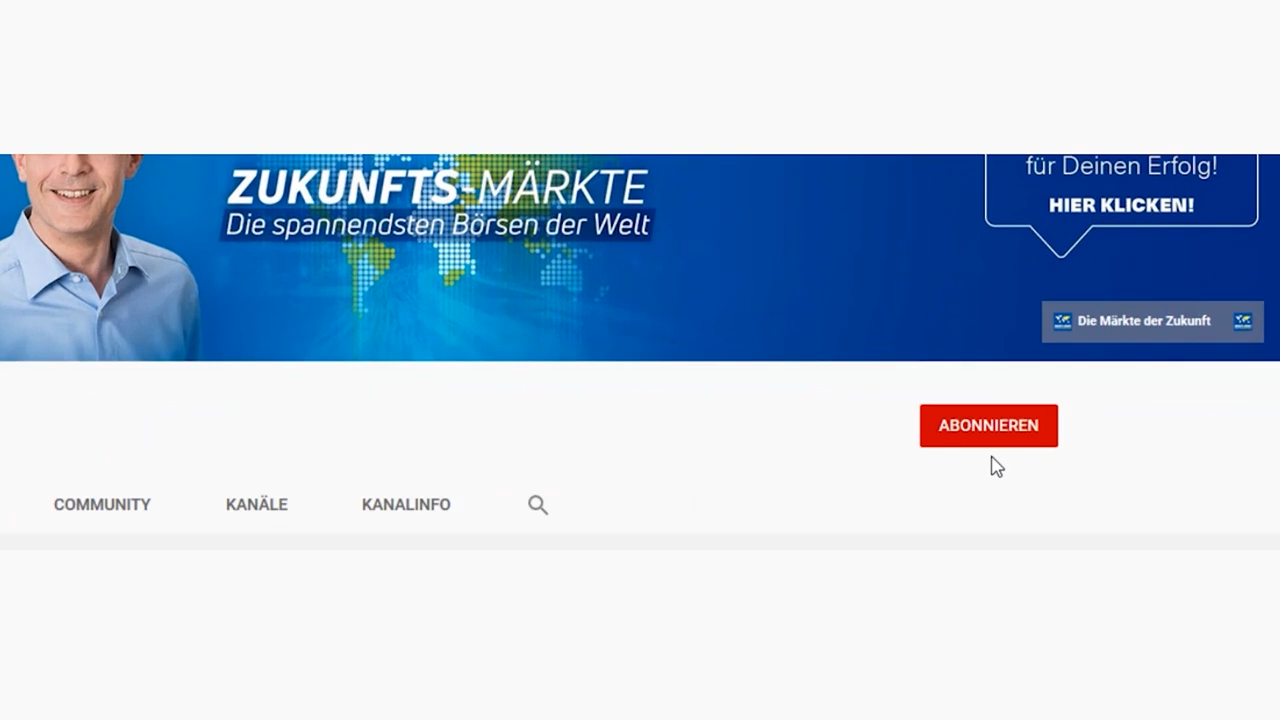 ZUKUNFTS-MÄRKTE
Die spannendsten Börsen der Welt
für Deinen Erfolg!
HIER KLICKEN!
Die Märkte der Zukunft
ABONNIEREN
COMMUNITY
KANÄLE
KANALINFO